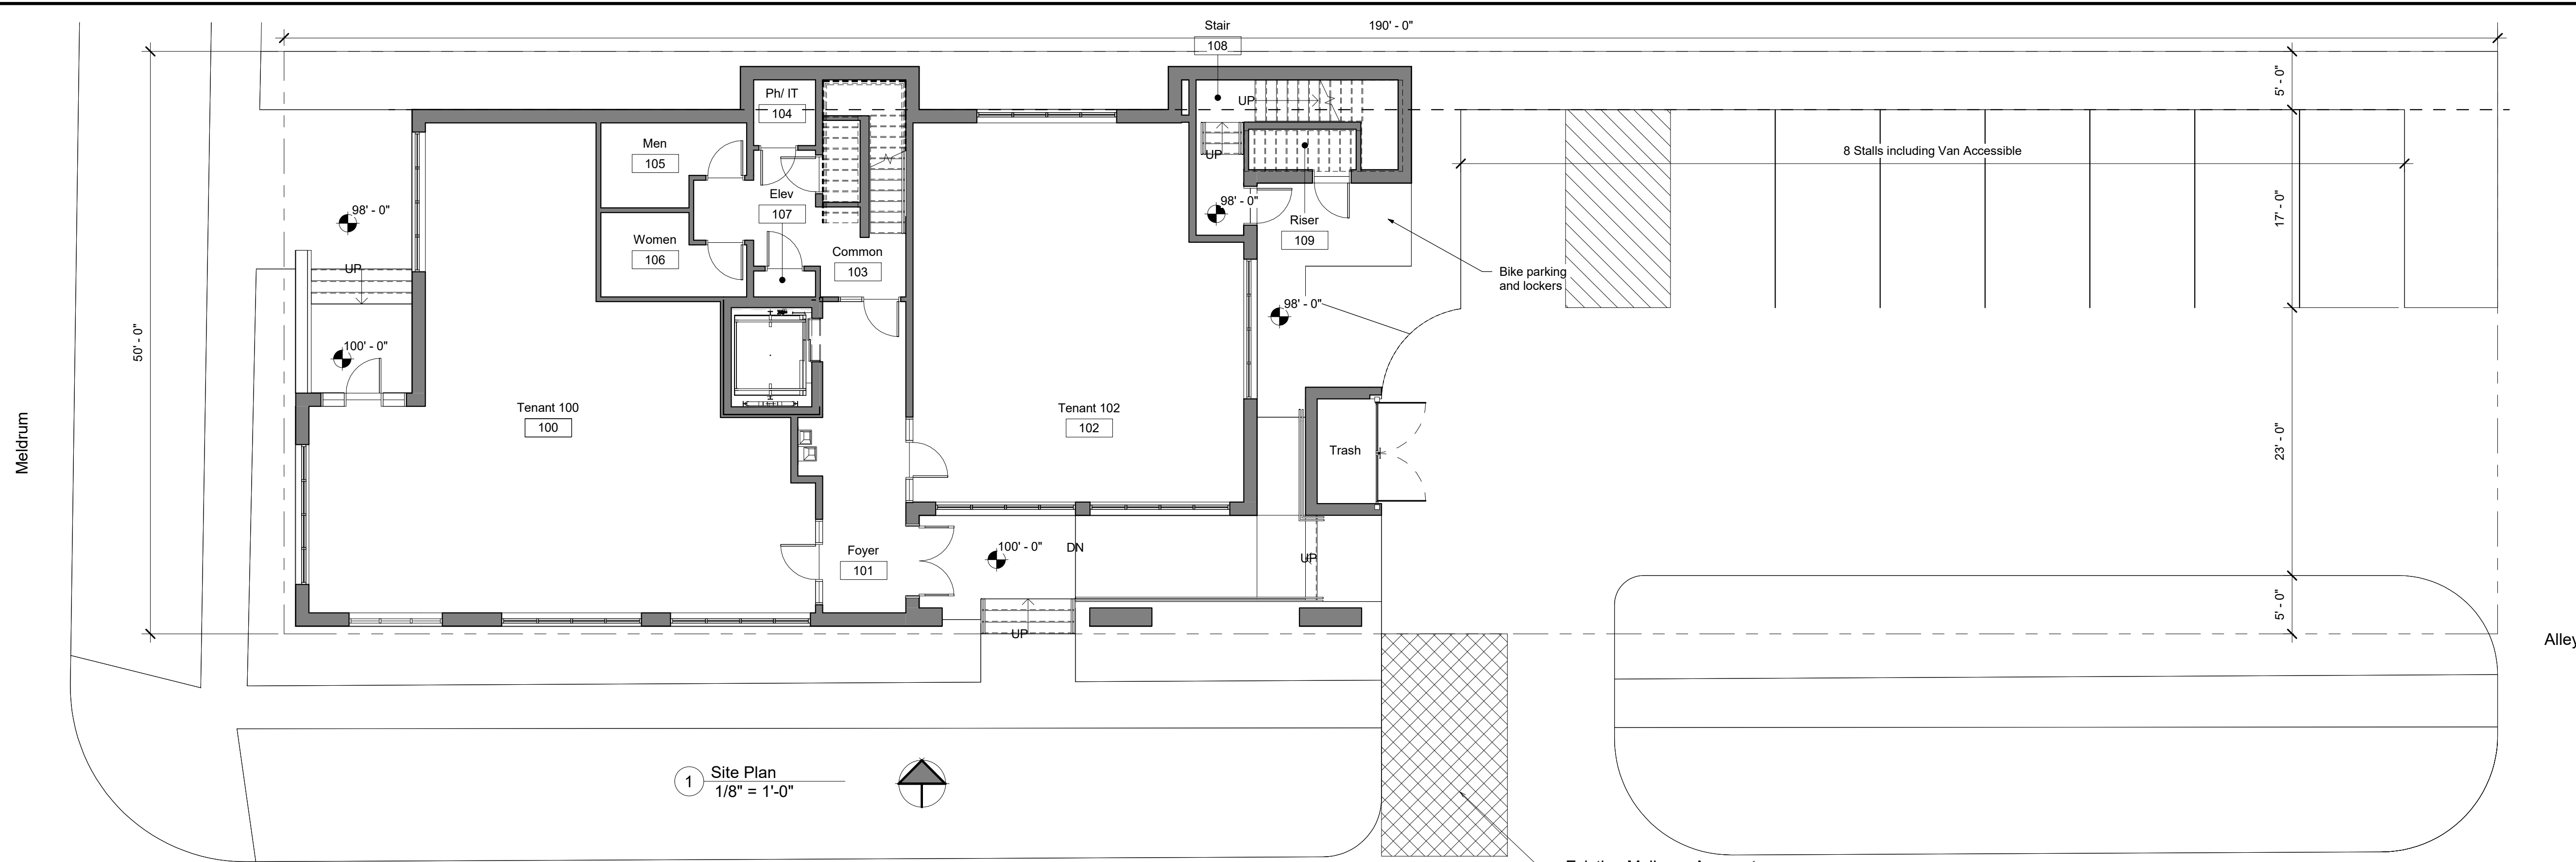 Stair
108
190' - 0"
5' - 0"
Ph/ IT
104
UP
8 Stalls including Van Accessible
Men
105
UP
17' - 0"
Elev
107
98' - 0"
98' - 0"
Riser
109
Women
106
Common
103
UP
Bike parking
and lockers
98' - 0"
50' - 0"
100' - 0"
Meldrum
Tenant 100
100
Tenant 102
102
Trash
23' - 0"
Foyer
101
100' - 0"
DN
UP
5' - 0"
UP
Alley
1
Site Plan
1/8" = 1'-0"